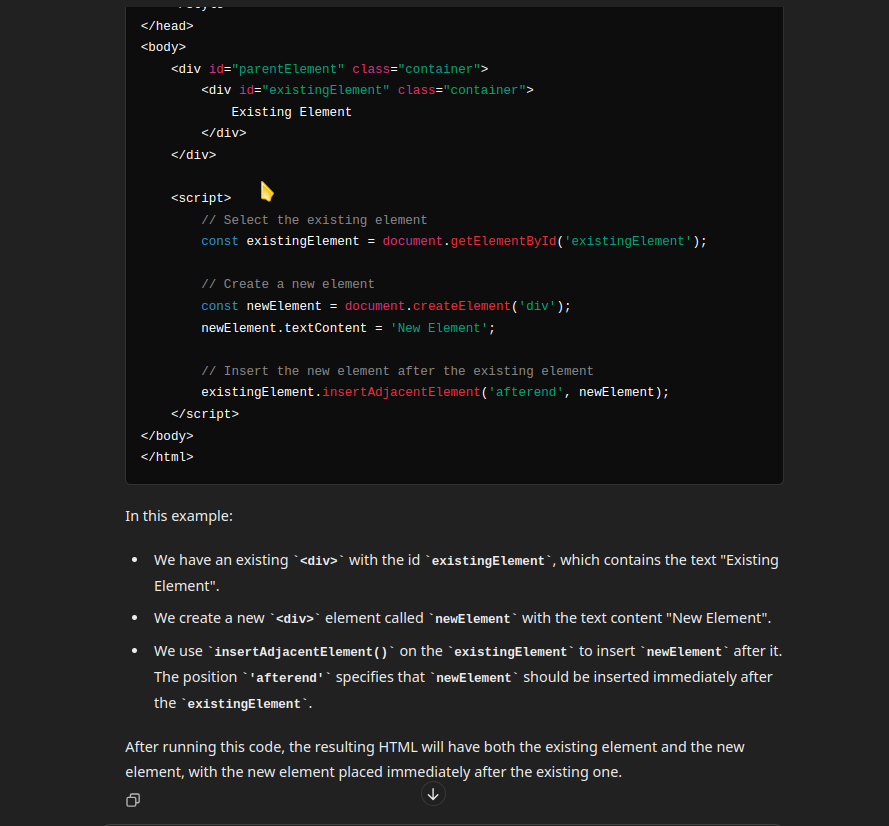 </head>
<body>
    <div id="parentElement" class="container">
        <div id="existingElement" class="container">
            Existing Element
        </div>
    </div>

    <script>
        // Select the existing element
        const existingElement = document.getElementById('existingElement');

        // Create a new element
        const newElement = document.createElement('div');
        newElement.textContent = 'New Element';

        // Insert the new element after the existing element
        existingElement.insertAdjacentElement('afterend', newElement);
    </script>
</body>
</html>
In this example:
• We have an existing `<div>` with the id `existingElement`, which contains the text "Existing
Element".
• We create a new `<div>` element called `newElement` with the text content "New Element".
• We use `insertAdjacentElement()` on the `existingElement` to insert `newElement` after it.
The position `'afterend'` specifies that `newElement` should be inserted immediately after
the `existingElement`.
After running this code, the resulting HTML will have both the existing element and the new
element, with the new element placed immediately after the existing one.